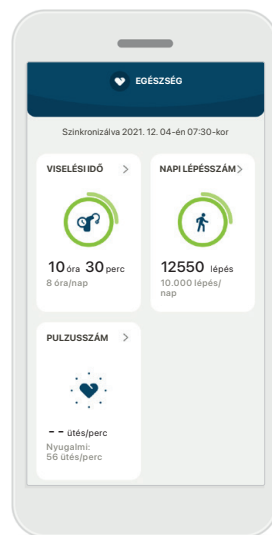 EGÉSZSÉG
Szinkronizálva 2021. 12. 04-én 07:30-kor
VISELÉSI IDŐ >
10 óra 30 perc
8 óra/nap
NAPI LÉPÉSSZÁM >
12550 lépés
10.000 lépés/
nap
PULZUSSZÁM >
-- ütés/perc
Nyugalmi:
56 ütés/perc